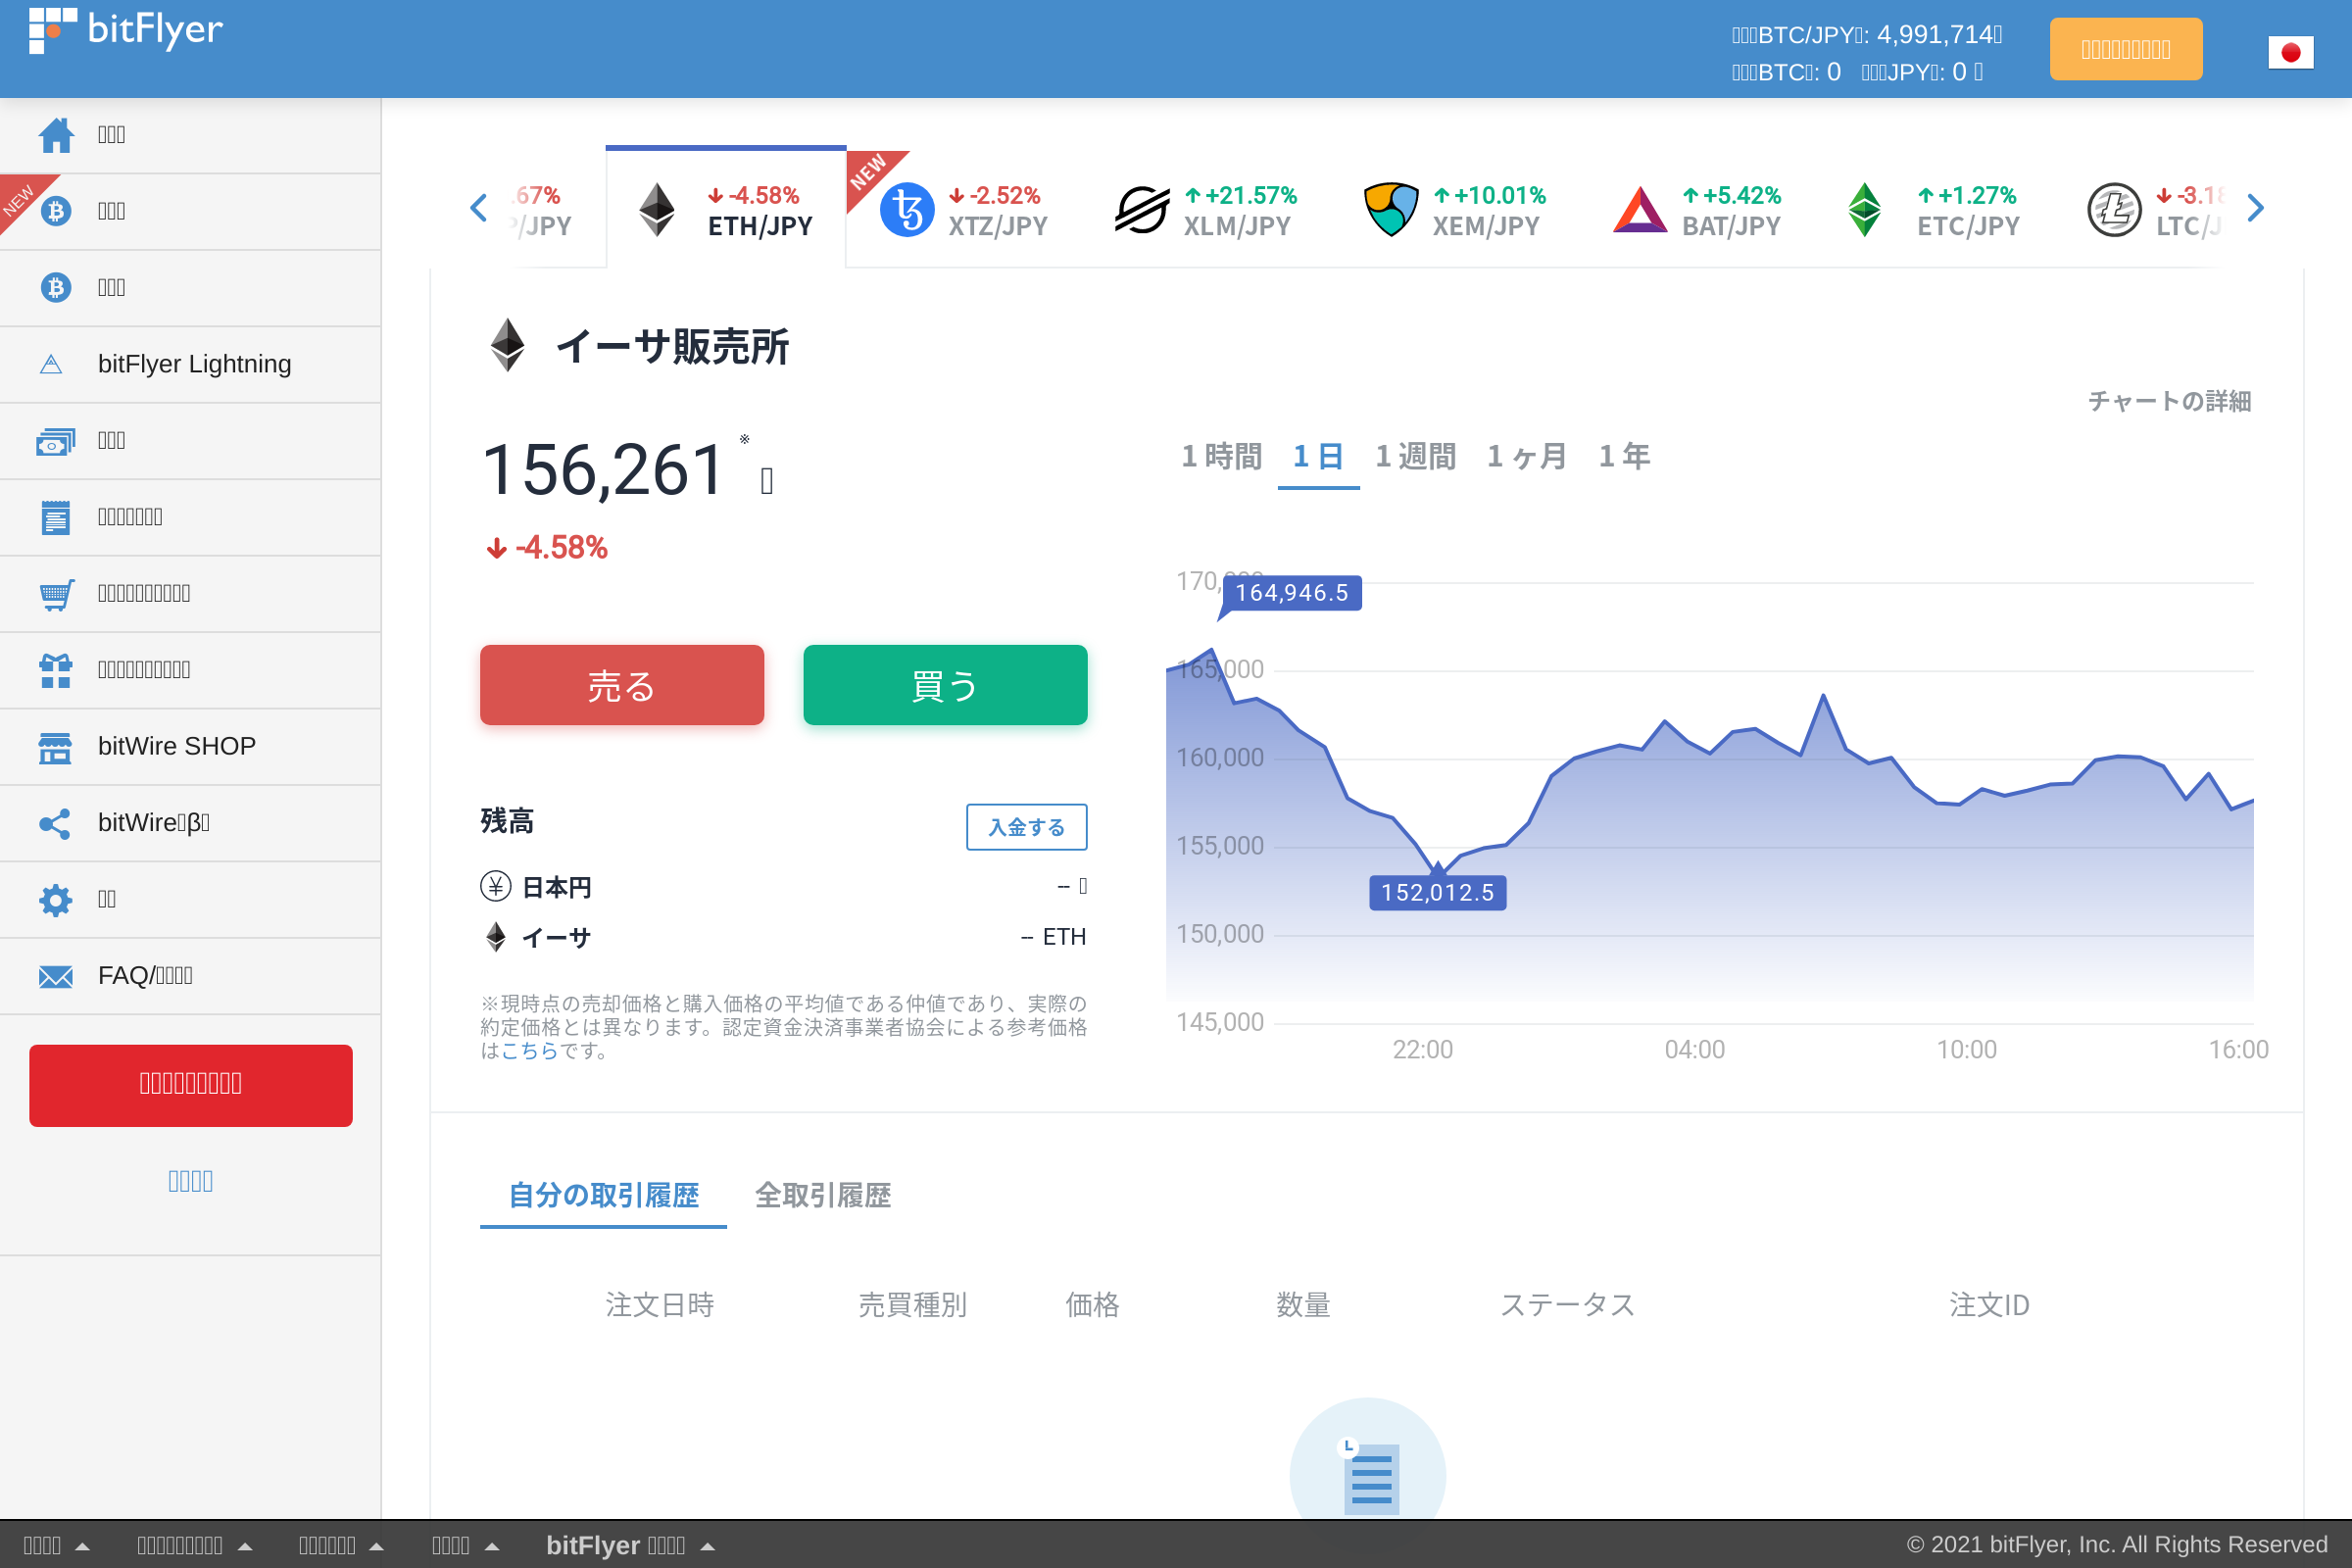 bitFlyer
BTC/JPY: 4,991,714
BTC: 0 JPY: 0
NEW
bitFlyer Lightning
bitWire SHOP
bitWire β
FAQ/
.67%
/JPY
-4.58%
ETH/JPY
NEW
-2.52%
XTZ/JPY
+21.57%
XLM/JPY
+10.01%
XEM/JPY
+5.42%
BAT/JPY
+1.27%
ETC/JPY
-3.18
LTC/J
イーサ販売所
チャートの詳細
156,261 ※
-4.58%
1 時間 1 日 1 週間 1 ヶ月 1 年
売る 買う
残高 入金する
日本円 --
イーサ -- ETH
※現時点の売却価格と購入価格の平均値である仲値であり、実際の
約定価格とは異なります。認定資金決済事業者協会による参考価格
はこちらです。
170,
164,946.5
165,000
160,000
155,000
152,012.5
150,000
145,000
22:00 04:00 10:00 16:00
自分の取引履歴 全取引履歴
注文日時 売買種別 価格 数量 ステータス 注文ID
bitFlyer
© 2021 bitFlyer, Inc. All Rights Reserved